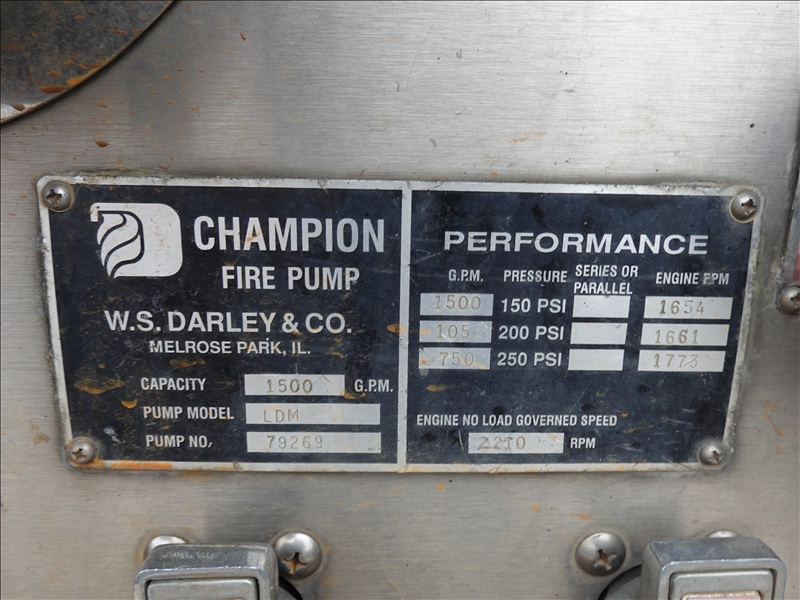 CHAMPION
FIRE PUMP
W.S. DARLEY & CO.
MELROSE PARK, IL.
CAPACITY 1500 G.P.M.
PUMP MODEL LDM
PUMP NO. 79269
PERFORMANCE
G.P.M. PRESSURE SERIES OR PARALLEL ENGINE RPM
1500 150 PSI 1654
200 PSI 1661
750 250 PSI 1773
ENGINE NO LOAD GOVERNED SPEED
RPM